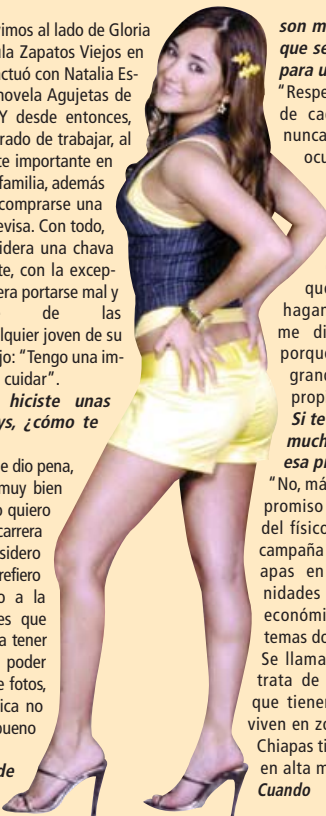 imos al lado de Gloria
ula Zapatos Viejos en
ctuó con Natalia Es-
novela Agujetas de
Y desde entonces,
rado de trabajar, al
te importante en
familia, además
comprarse una
evisa. Con todo,
idera una chava
te, con la excep-
era portarse mal y
de las
alquier joven de su
jo: "Tengo una im-
cuidar".
hiciste unas
ys, ¿cómo te
e dio pena,
muy bien
o quiero
carrera
sidero
refiero
o a la
es que
a tener
poder
e fotos,
ica no
bueno
de
son m
que se
para u
"Respe
de ca
nunca
ocu
que
hagan
me di
porque
grand
prop
Si te
much
esa pr
"No, má
promiso
del físico
campaña
apas en
nidades
económi
temas do
Se llama
trata de
que tiener
viven en zo
Chiapas ti
en alta m
Cuando